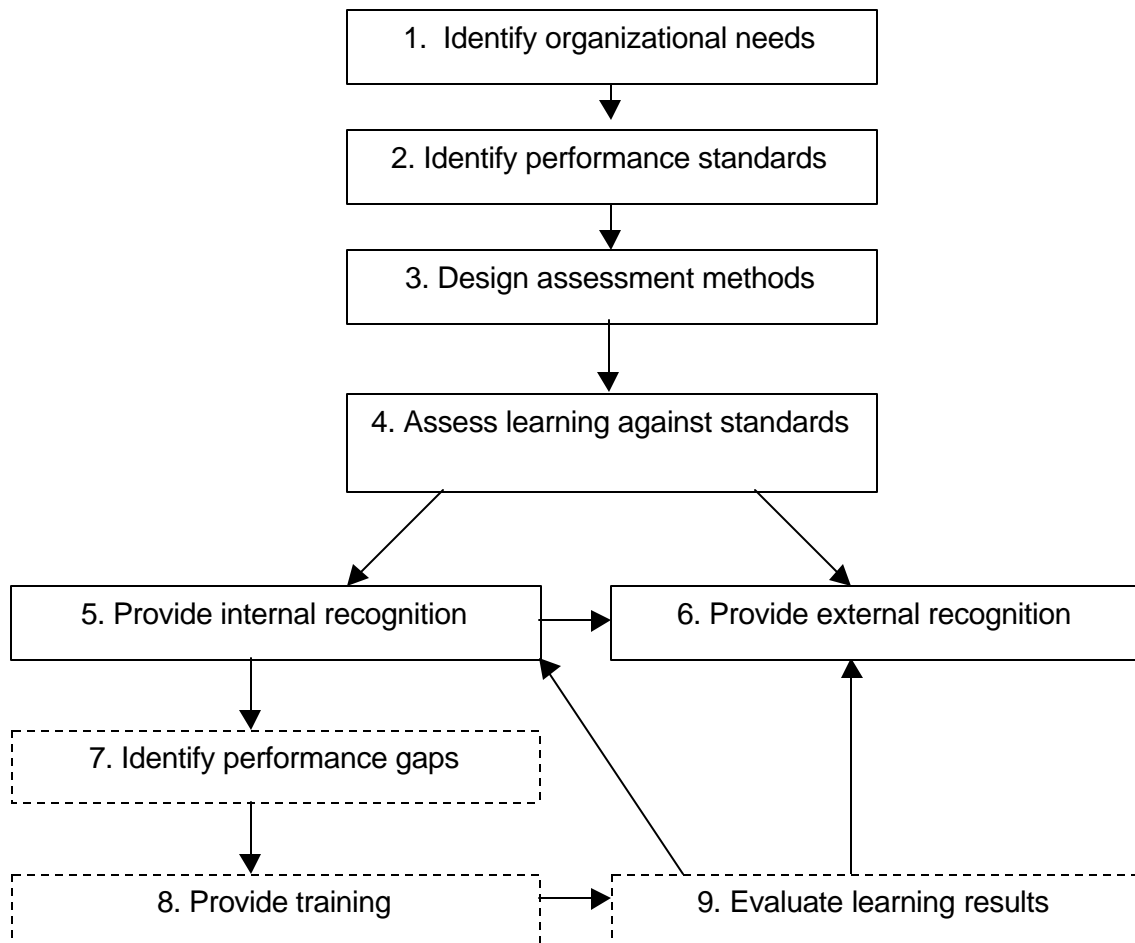 1.  Identify organizational needs
2. Identify performance standards
3. Design assessment methods
4. Assess learning against standards
5. Provide internal recognition
6. Provide external recognition
7. Identify performance gaps
8. Provide training
9. Evaluate learning results